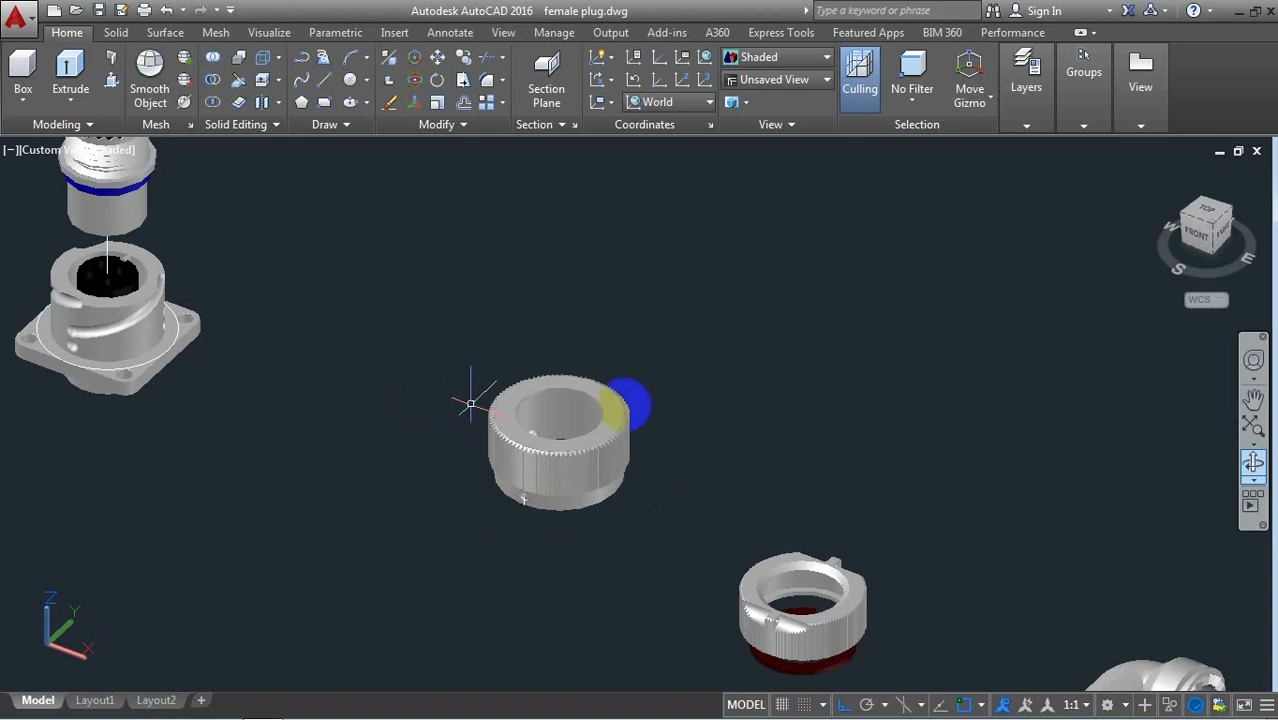 Autodesk AutoCAD 2016 female plug.dwg
Type a keyword or phrase
Sign In
Home Solid Surface Mesh Visualize Parametric Insert Annotate View Manage Output Add-ins A360 Express Tools Featured Apps BIM 360 Performance
Box
Extrude
Smooth
Object
Section
Plane
Shaded
Unsaved View
World
Culling
No Filter
Move
Gizmo
Layers
Groups
View
Modeling
Mesh
Solid Editing
Draw
Modify
Section
Coordinates
View
Selection
TOP
FRONT
W
S
E
WCS
Z
Y
X
Model Layout1 Layout2
MODEL
1:1